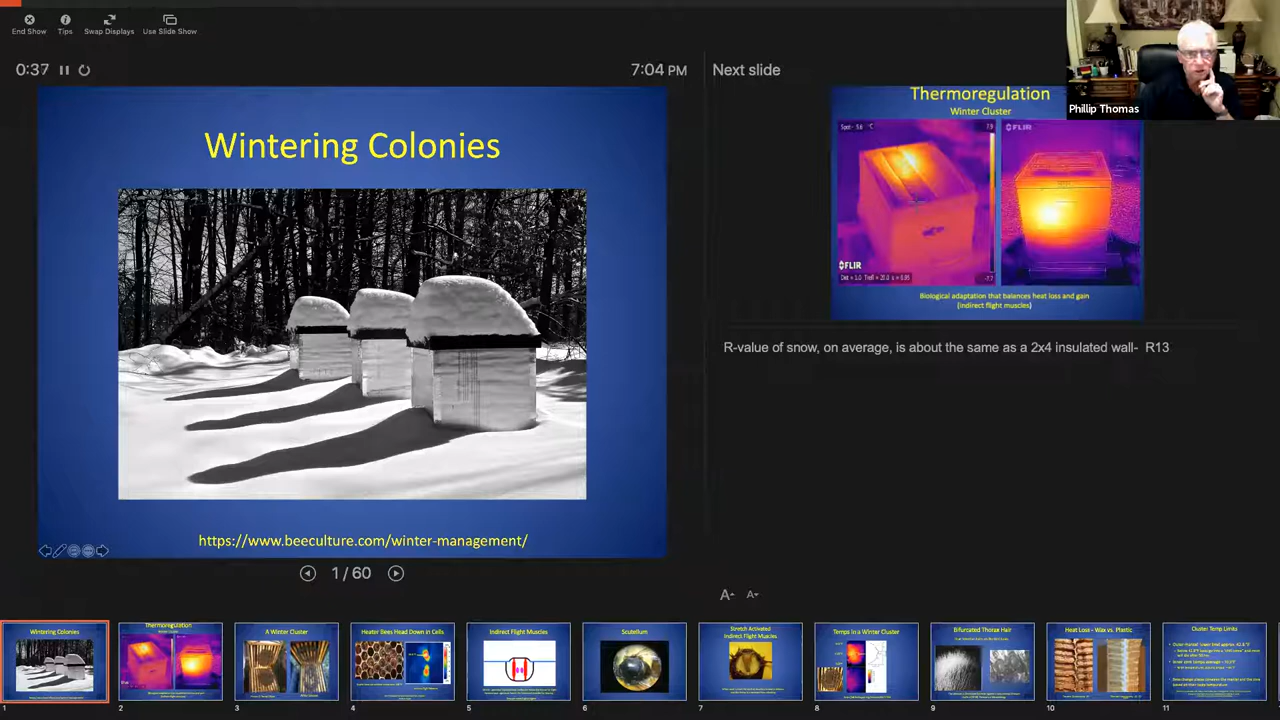 End Show
Tips
Swap Displays
Use Slide Show
0:37
7:04 PM
Next slide
Phillip Thomas
Wintering Colonies
https://www.beeculture.com/winter-management/
1 / 60
Thermoregulation
Winter Cluster
FLIR
FLIR
Biological adaptation that balances heat loss and gain
(indirect flight muscles)
R-value of snow, on average, is about the same as a 2x4 insulated wall- R13
A
A
Wintering Colonies
Thermoregulation
A Winter Cluster
Heater Bees Head Down in Cells
Indirect Flight Muscles
Scutellum
Stretch Activated
Indirect Flight Muscles
Temps in a Winter Cluster
Bifurcated Thorax Hair
Heat Loss - Wax vs. Plastic
Cluster Temp Limits
1
2
3
4
5
6
7
8
9
10
11